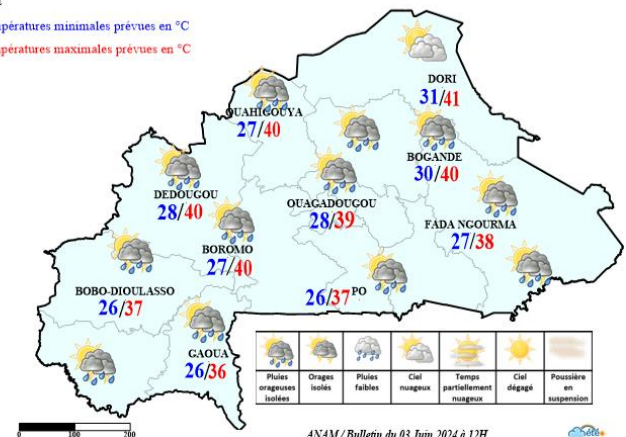 pératures minimales prévues en °C
pératures maximales prévues en °C
DORI
31/41
OUAHIGOUYA
27/40
BOGANDE
30/40
DEDOUGOU
28/40
OUAGADOUGOU
28/39
FADA NGOURMA
27/38
BOROMO
27/40
BOBO-DIOULASSO
26/37
26/37 PO
GAOUA
26/36
Pluies orageuses isolées
Orages isolés
Pluies faibles
Ciel nuageux
Temps partiellement nuageux
Ciel dégagé
Poussière en suspension
0 100 200
ANAM / Bulletin du 03 Juin 2024 à 12H